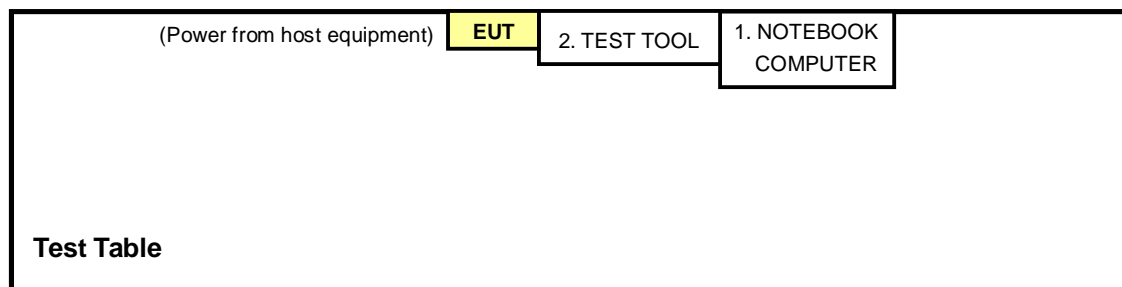 (Power from host equipment)
EUT
2. TEST TOOL
1. NOTEBOOK
COMPUTER
Test Table